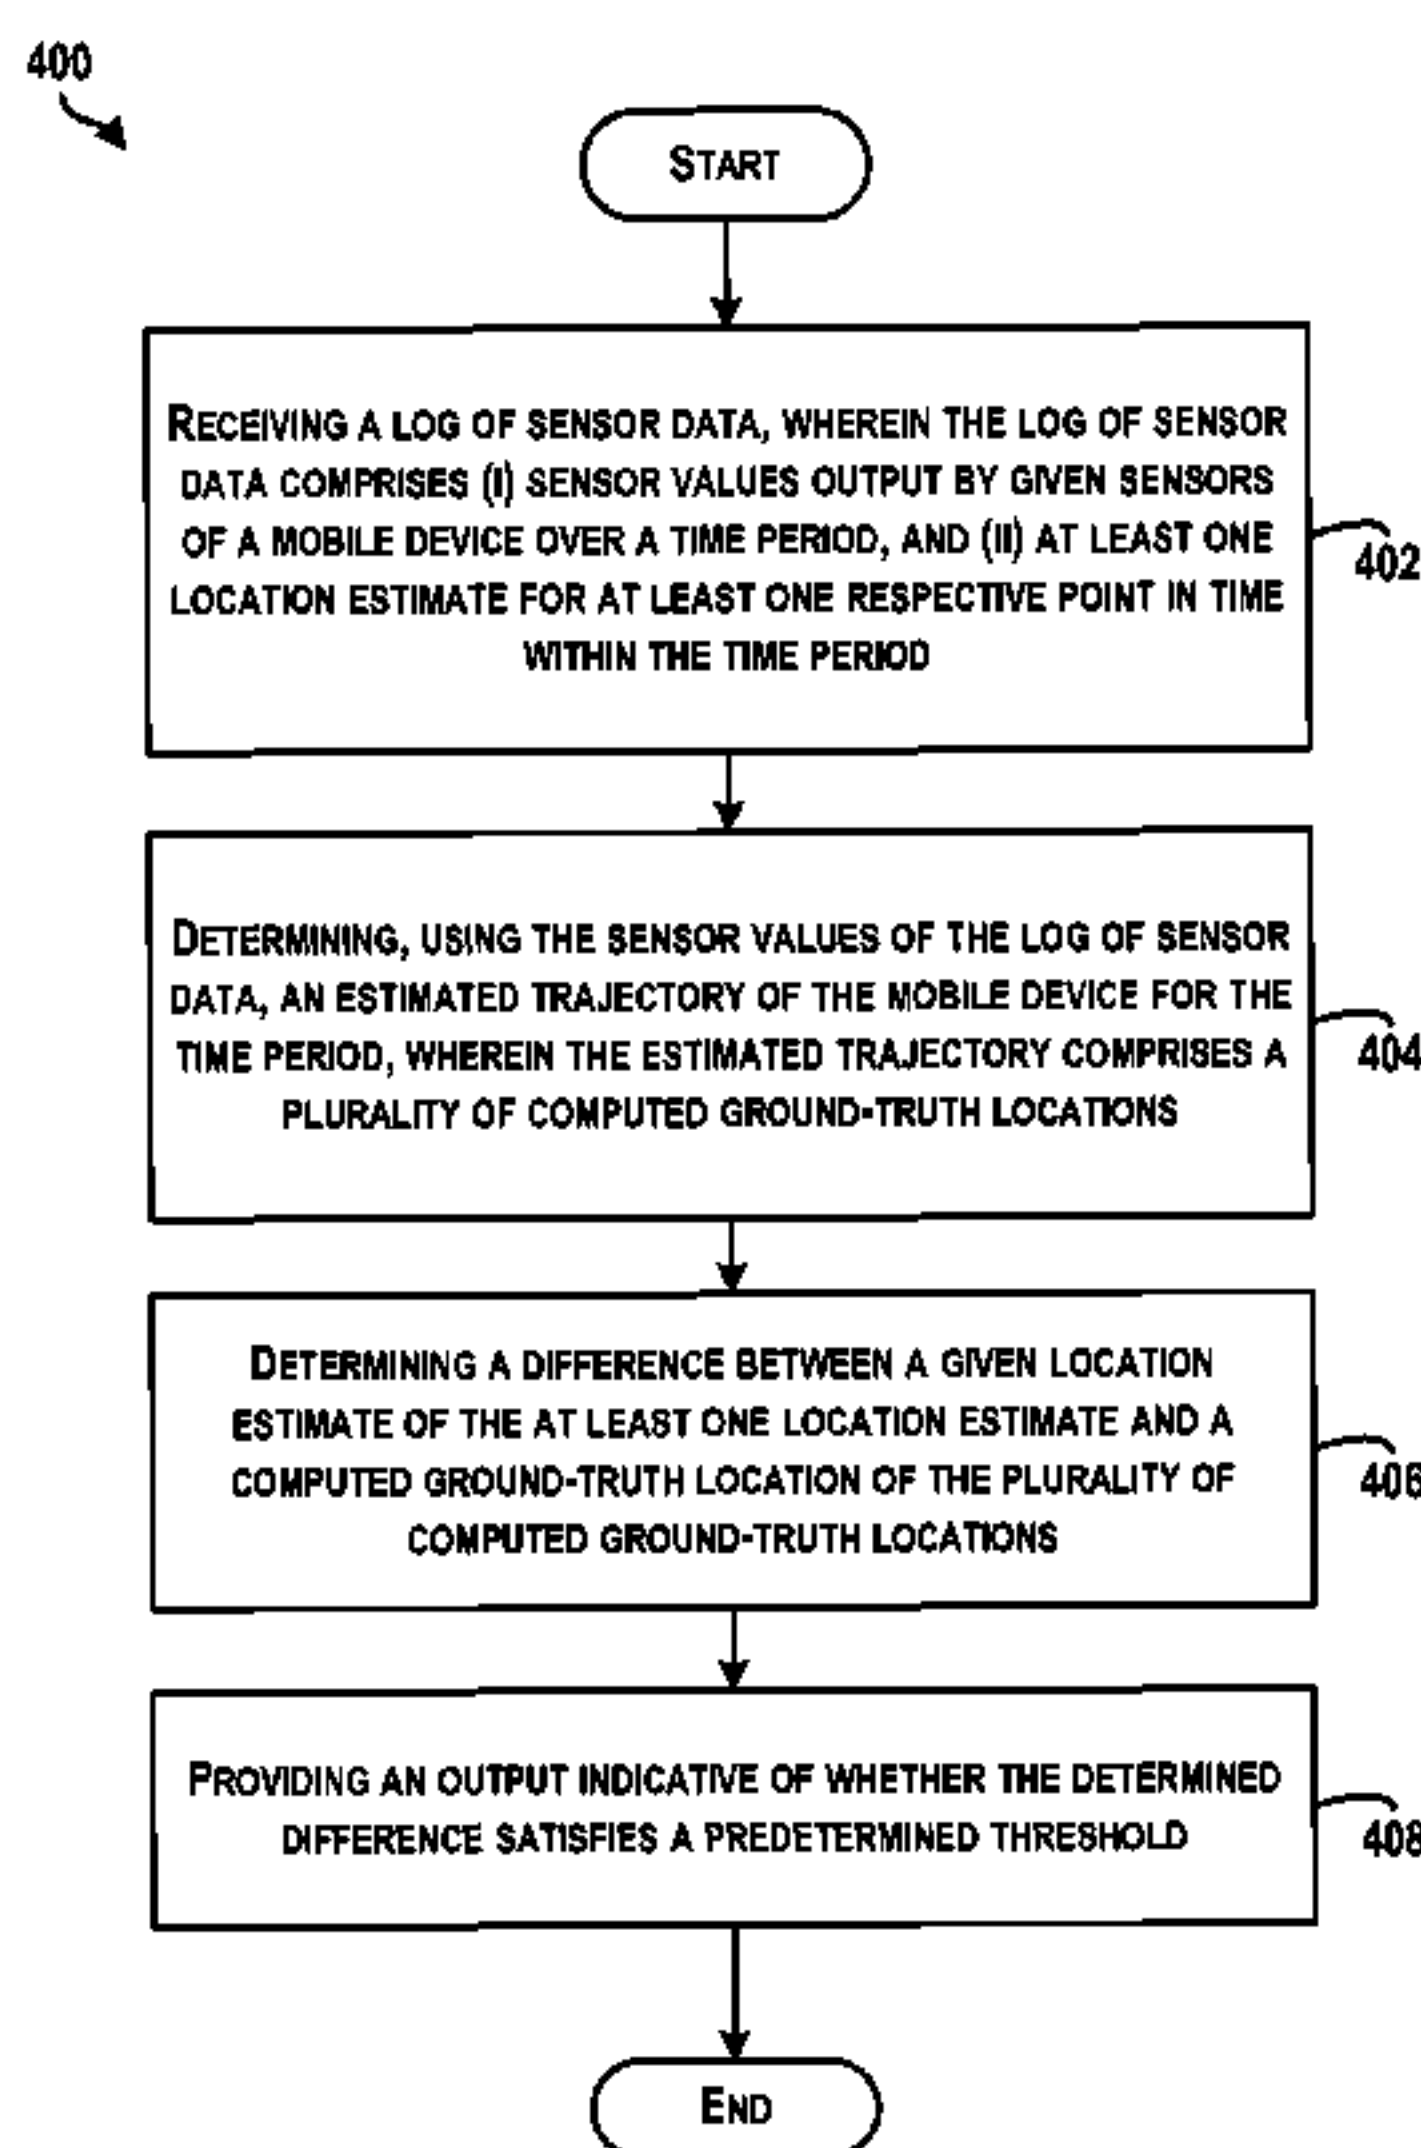 400
START
RECEIVING A LOG OF SENSOR DATA, WHEREIN THE LOG OF SENSOR
DATA COMPRISES (I) SENSOR VALUES OUTPUT BY GIVEN SENSORS
OF A MOBILE DEVICE OVER A TIME PERIOD, AND (II) AT LEAST ONE
LOCATION ESTIMATE FOR AT LEAST ONE RESPECTIVE POINT IN TIME
WITHIN THE TIME PERIOD
402
DETERMINING, USING THE SENSOR VALUES OF THE LOG OF SENSOR
DATA, AN ESTIMATED TRAJECTORY OF THE MOBILE DEVICE FOR THE
TIME PERIOD, WHEREIN THE ESTIMATED TRAJECTORY COMPRISES A
PLURALITY OF COMPUTED GROUND-TRUTH LOCATIONS
404
DETERMINING A DIFFERENCE BETWEEN A GIVEN LOCATION
ESTIMATE OF THE AT LEAST ONE LOCATION ESTIMATE AND A
COMPUTED GROUND-TRUTH LOCATION OF THE PLURALITY OF
COMPUTED GROUND-TRUTH LOCATIONS
406
PROVIDING AN OUTPUT INDICATIVE OF WHETHER THE DETERMINED
DIFFERENCE SATISFIES A PREDETERMINED THRESHOLD
408
END